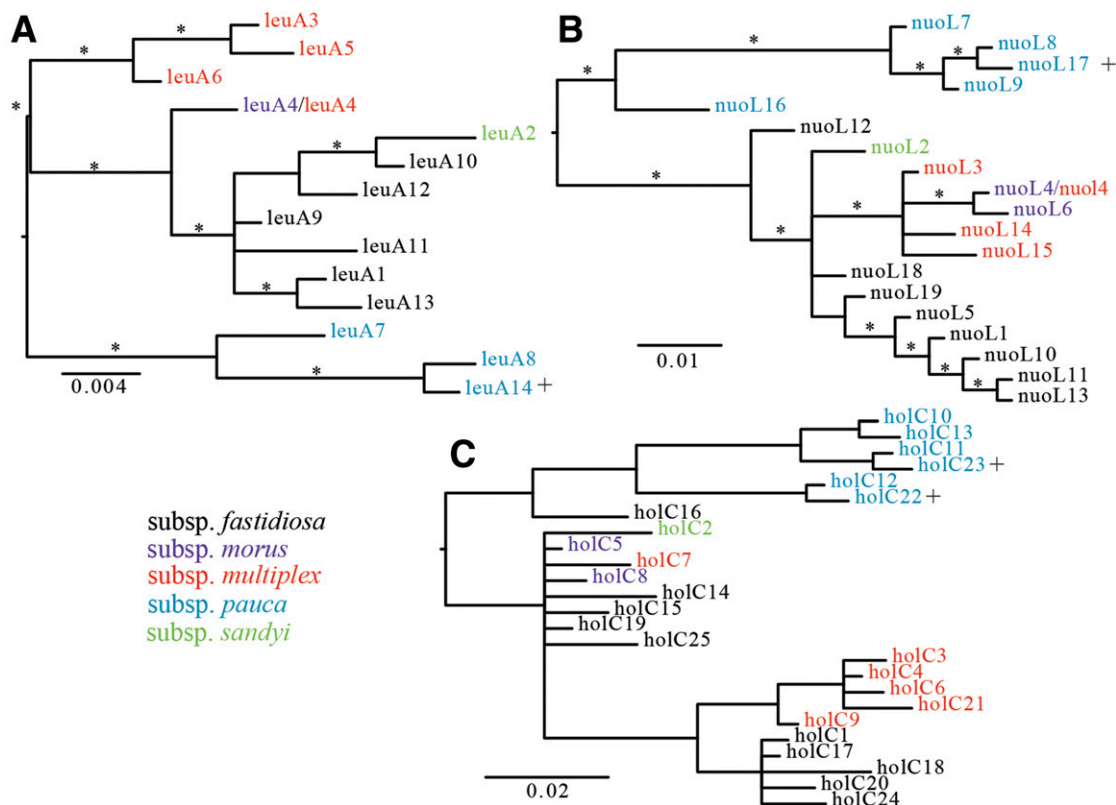 A
*
leuA3
*
leuA5
leuA6
*
leuA4/leuA4
*
leuA2
leuA10
leuA12
*
leuA9
leuA11
*
leuA1
leuA13
*
leuA7
*
leuA8
leuA14 +
0.004
*
B
*
nuoL7
*
nuoL8
*
nuoL17 +
nuoL9
*
nuoL16
*
nuoL12
nuoL2
*
nuoL3
*
nuoL4/nuol4
nuoL6
nuoL14
nuoL15
*
nuoL18
nuoL19
*
nuoL5
*
nuoL1
*
nuoL10
*
nuoL11
nuoL13
0.01
C
holC10
holC13
holC11
holC23 +
holC12
holC22 +
holC16
holC2
holC5
holC7
holC8
holC14
holC15
holC19
holC25
holC3
holC4
holC6
holC21
holC9
holC1
holC17
holC18
holC20
holC24
0.02
subsp. fastidiosa
subsp. morus
subsp. multiplex
subsp. pauca
subsp. sandyi